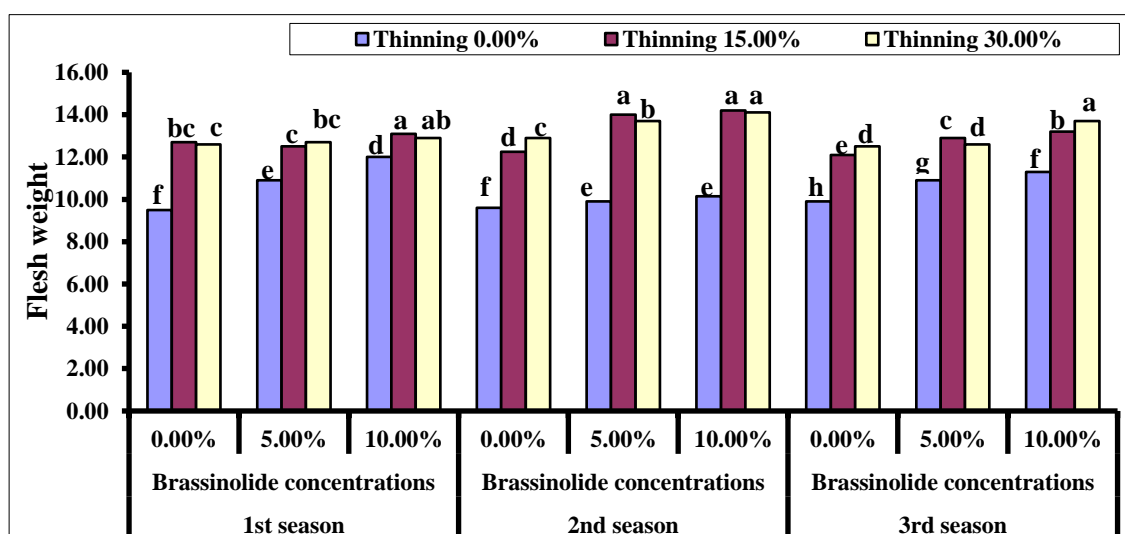 Thinning 0.00% Thinning 15.00% Thinning 30.00%
16.00
14.00
12.00
10.00
8.00
6.00
4.00
2.00
0.00
Flesh weight
f bc c e c bc d a ab f d c e a b e a a h e d g c d f b a
0.00% 5.00% 10.00% 0.00% 5.00% 10.00% 0.00% 5.00% 10.00%
Brassinolide concentrations Brassinolide concentrations Brassinolide concentrations
1st season 2nd season 3rd season